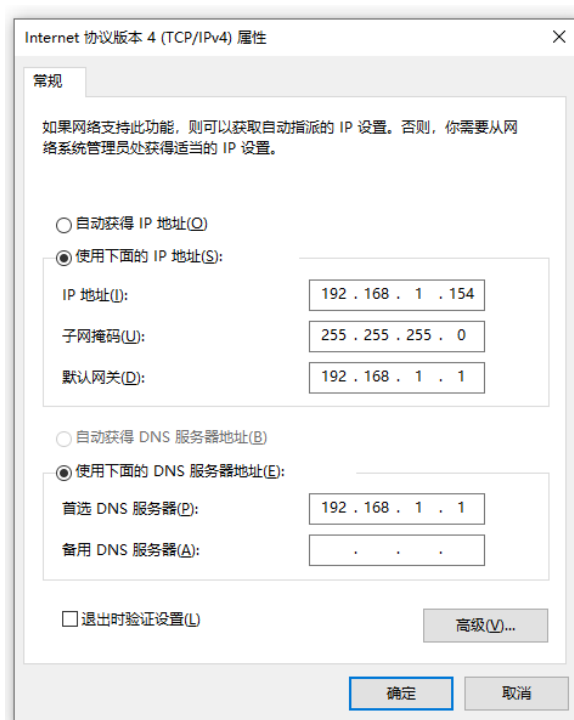 Internet 协议版本 4 (TCP/IPv4) 属性
常规
如果网络支持此功能，则可以获取自动指派的 IP 设置。否则，你需要从网
络系统管理员处获得适当的 IP 设置。
自动获得 IP 地址(O)
使用下面的 IP 地址(S):
IP 地址(I):
192 . 168 . 1 . 154
子网掩码(U):
255 . 255 . 255 . 0
默认网关(D):
192 . 168 . 1 . 1
自动获得 DNS 服务器地址(B)
使用下面的 DNS 服务器地址(E):
首选 DNS 服务器(P):
192 . 168 . 1 . 1
备用 DNS 服务器(A):
. . .
退出时验证设置(L)
高级(V)...
确定
取消